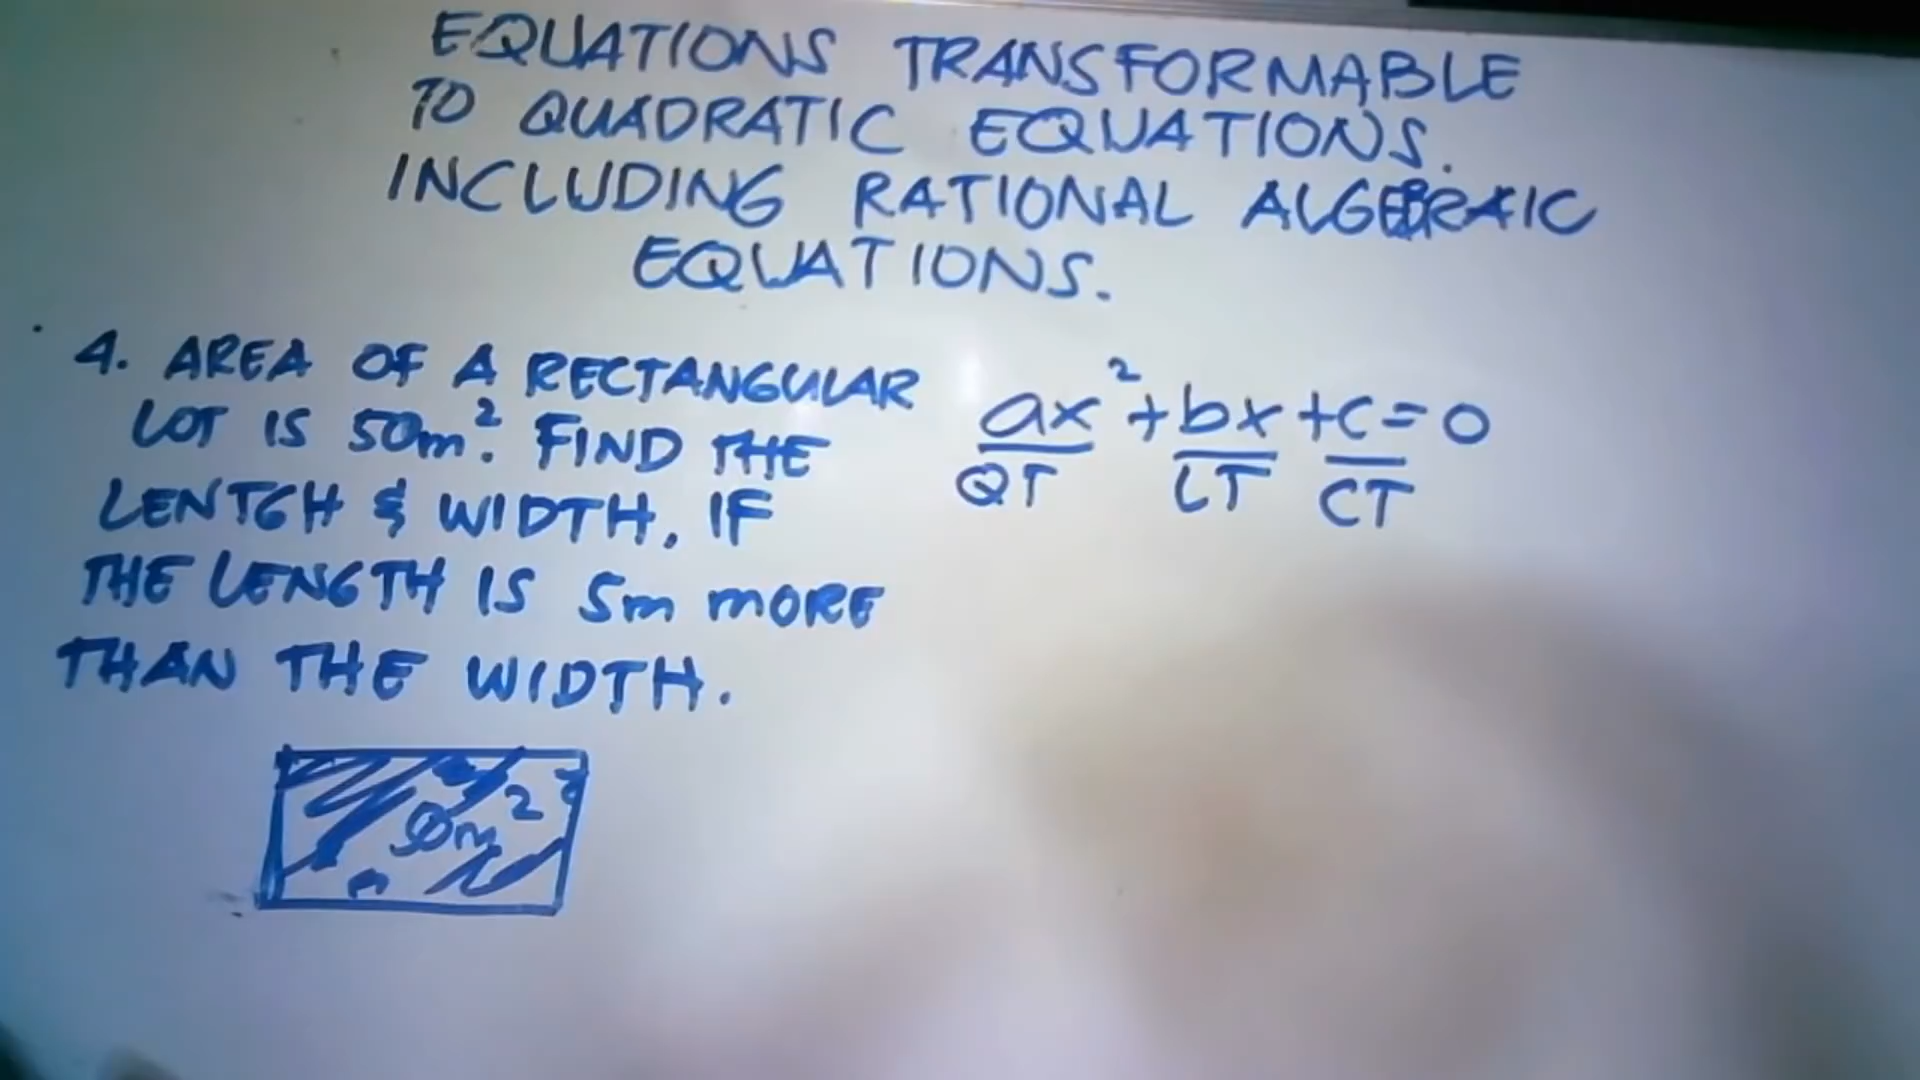 EQUATIONS TRANSFORMABLE
TO QUADRATIC EQUATIONS.
INCLUDING RATIONAL ALGEBRAIC
EQUATIONS.
4. AREA OF A RECTANGULAR
LOT IS 50m². FIND THE
LENTGH & WIDTH, IF
THE LENGTH IS 5m MORE
THAN THE WIDTH.
ax² + bx + c = 0
QT LT CT
50m²